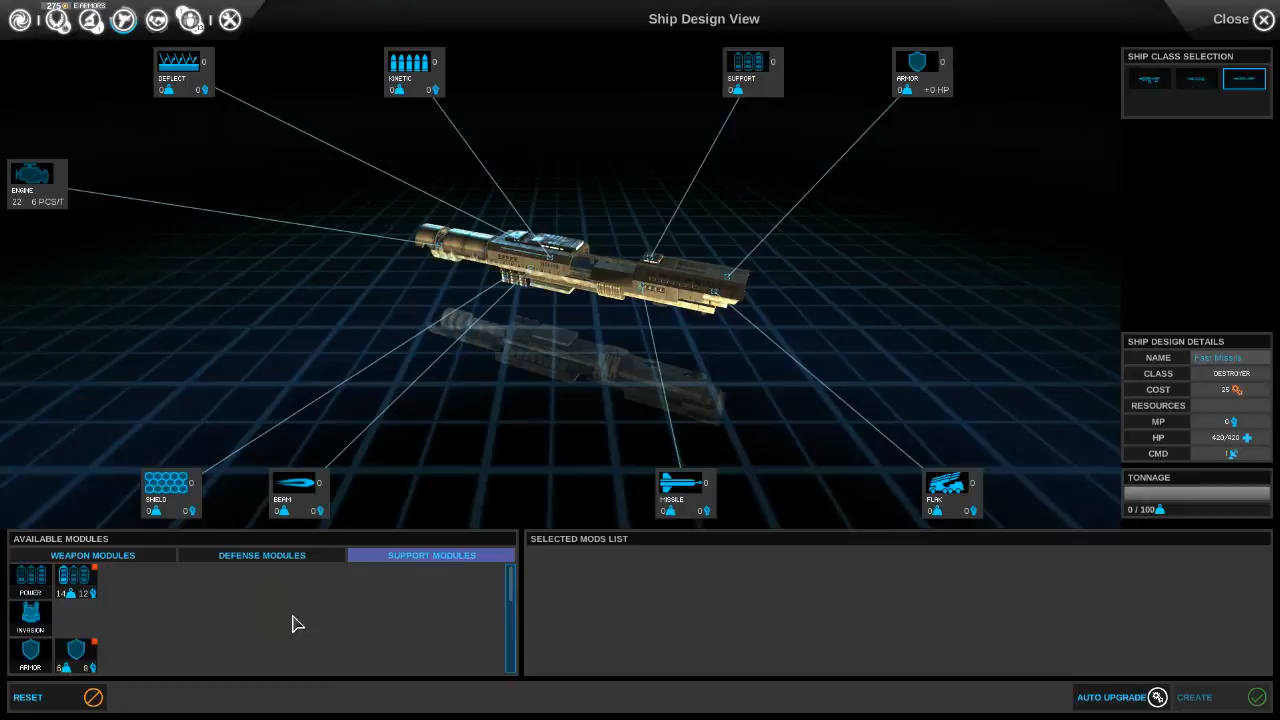 275 E ARMORS
Ship Design View
Close
DEFLECT
0
0
0
KINETIC
0
0
0
SUPPORT
0
0
ARMOR
0
0
+0 HP
SHIP CLASS SELECTION
ENGINE
22 6 PCS/T
SHIP DESIGN DETAILS
NAME Fast Missile
CLASS DESTROYER
COST 25
RESOURCES
MP 0
HP 420/420
CMD 1
TONNAGE
0 / 100
SHIELD
0
0
0
BEAM
0
0
0
MISSILE
0
0
0
FLAK
0
0
0
AVAILABLE MODULES
WEAPON MODULES DEFENSE MODULES SUPPORT MODULES
POWER
14 12
INVASION
ARMOR
6 8
SELECTED MODS LIST
RESET
AUTO UPGRADE
CREATE